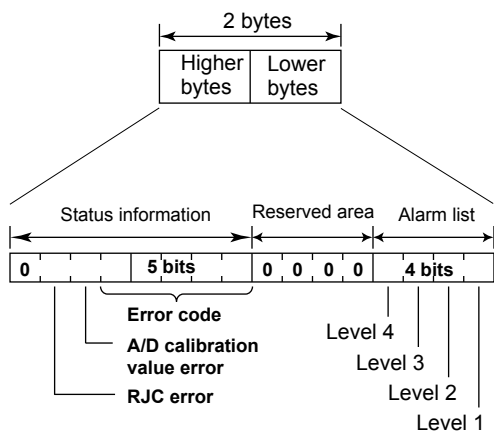 2 bytes
Higher bytes
Lower bytes
Status information
Reserved area
Alarm list
0
5 bits
0 0 0 0
4 bits
Error code
A/D calibration value error
RJC error
Level 4
Level 3
Level 2
Level 1